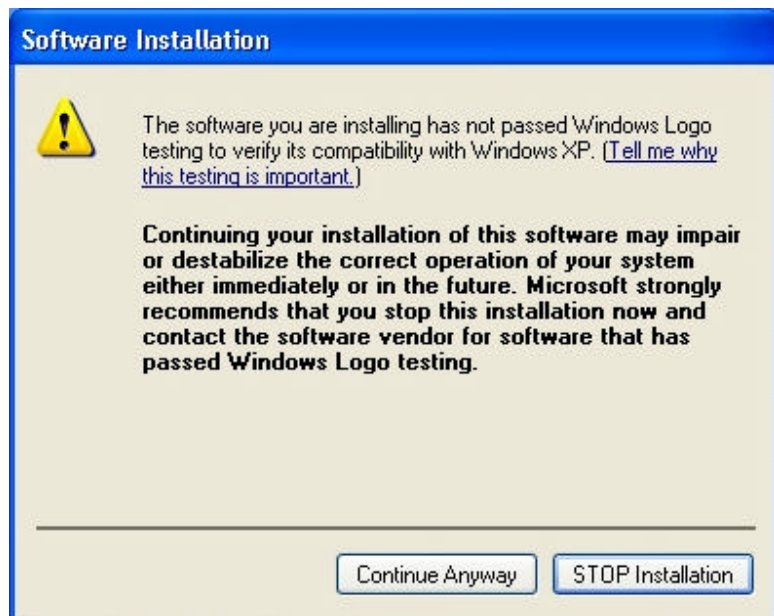 Software Installation
The software you are installing has not passed Windows Logo
testing to verify its compatibility with Windows XP. (Tell me why
this testing is important.)
Continuing your installation of this software may impair
or destabilize the correct operation of your system
either immediately or in the future. Microsoft strongly
recommends that you stop this installation now and
contact the software vendor for software that has
passed Windows Logo testing.
Continue Anyway STOP Installation